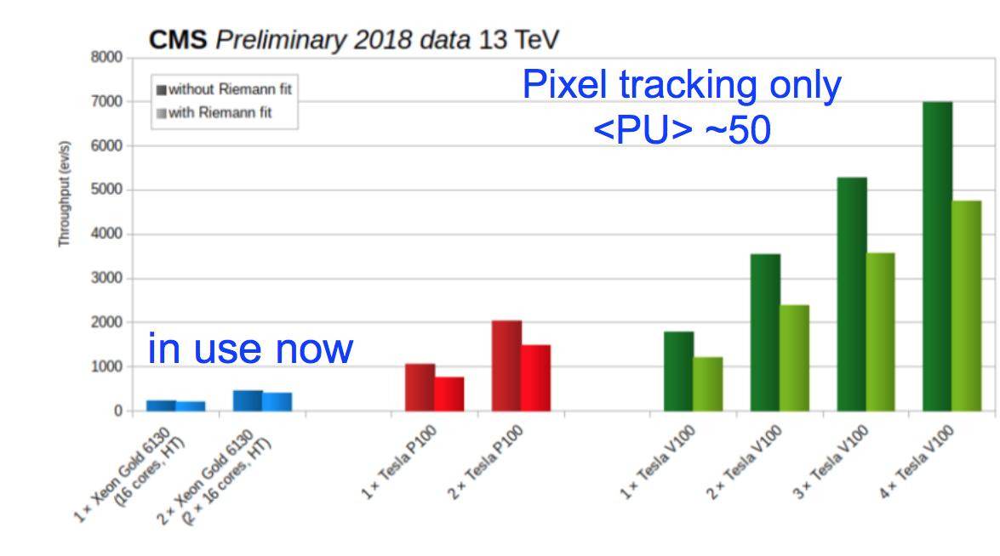 CMS Preliminary 2018 data 13 TeV
8000
7000
6000
5000
4000
3000
2000
1000
0
Throughput (ev/s)
without Riemann fit
with Riemann fit
Pixel tracking only
<PU> ~50
in use now
1 × Xeon Gold 6130
(16 cores, HT)
2 × Xeon Gold 6130
(2 × 16 cores, HT)
1 × Tesla P100
2 × Tesla P100
1 × Tesla V100
2 × Tesla V100
3 × Tesla V100
4 × Tesla V100